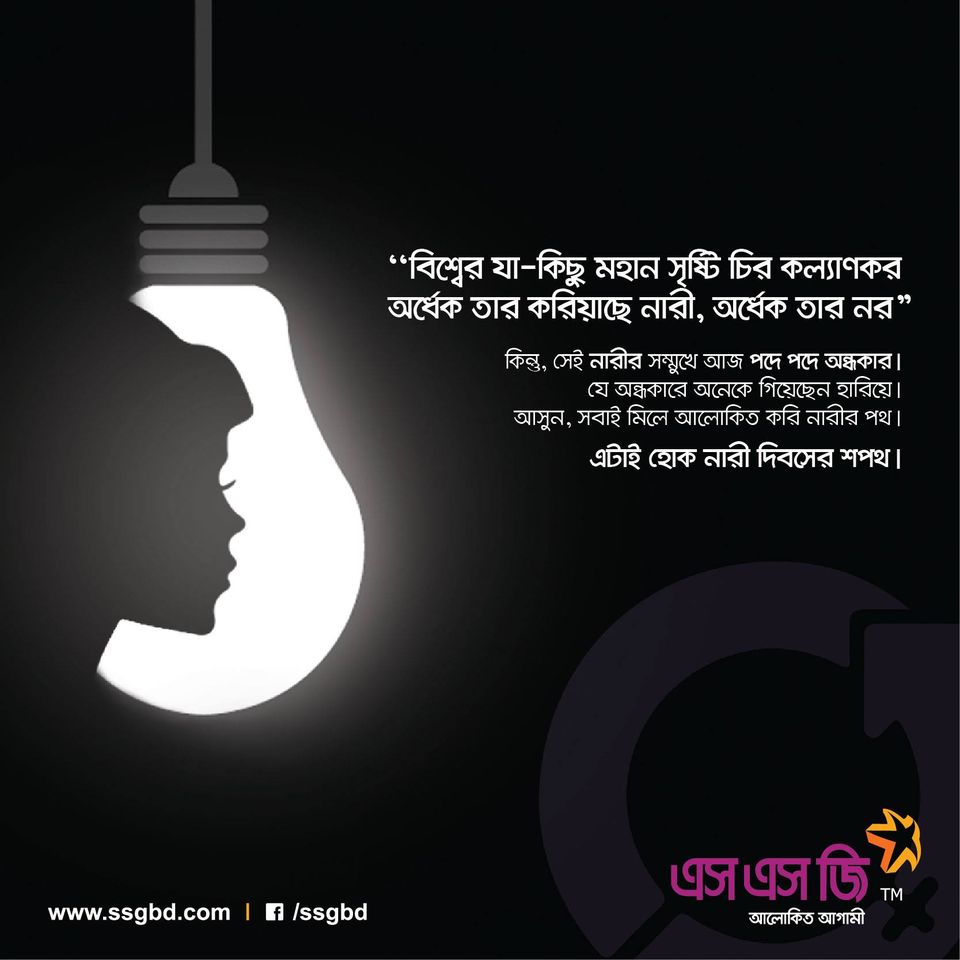 ‘‘বিশ্বের যা-কিছু মহান সৃষ্টি চির কল্যাণকর
অর্ধেক তার করিয়াছে নারী, অর্ধেক তার নর”
কিন্তু, সেই নারীর সম্মুখে আজ পদে পদে অন্ধকার।
যে অন্ধকারে অনেকে গিয়েছেন হারিয়ে।
আসুন, সবাই মিলে আলোকিত করি নারীর পথ।
এটাই হোক নারী দিবসের শপথ।
এস এস জি TM
আলোকিত আগামী
www.ssgbd.com | f /ssgbd